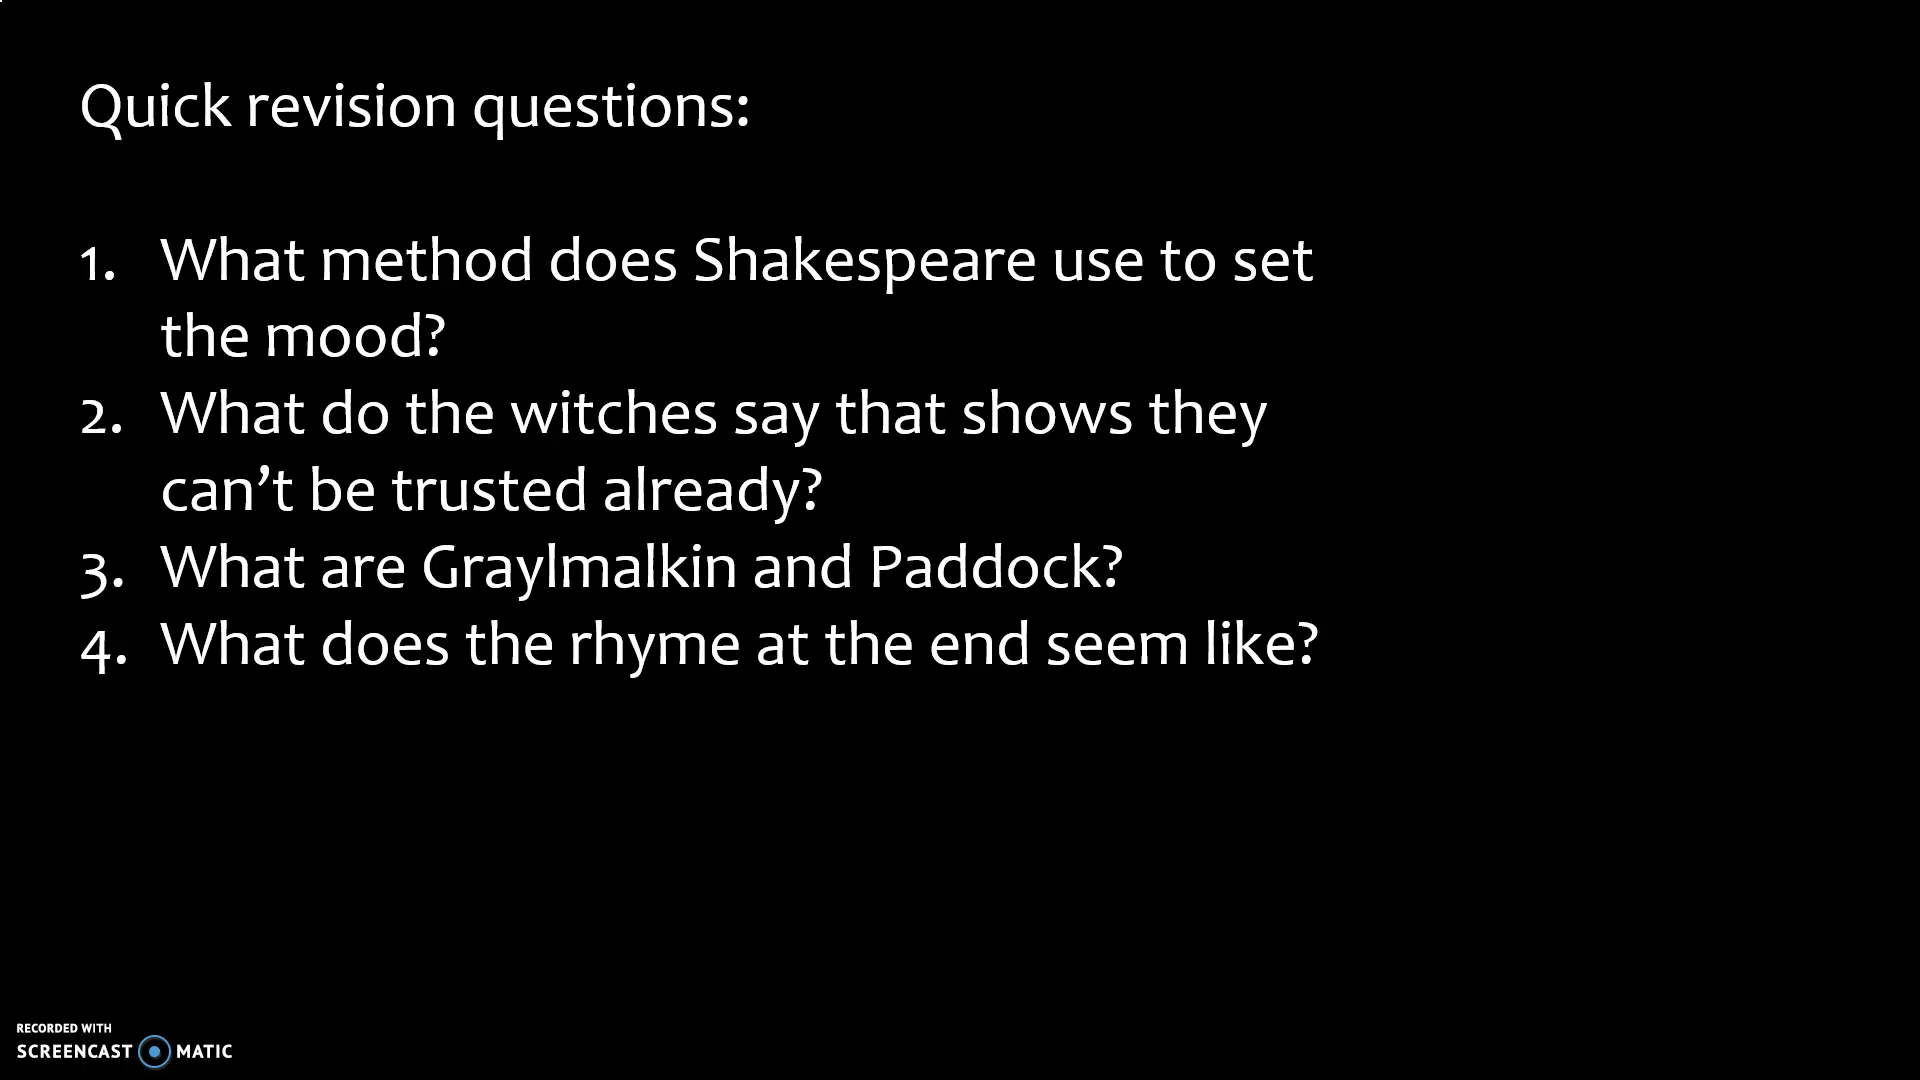 Quick revision questions:
1. What method does Shakespeare use to set
the mood?
2. What do the witches say that shows they
can’t be trusted already?
3. What are Graylmalkin and Paddock?
4. What does the rhyme at the end seem like?
RECORDED WITH
SCREENCAST MATIC